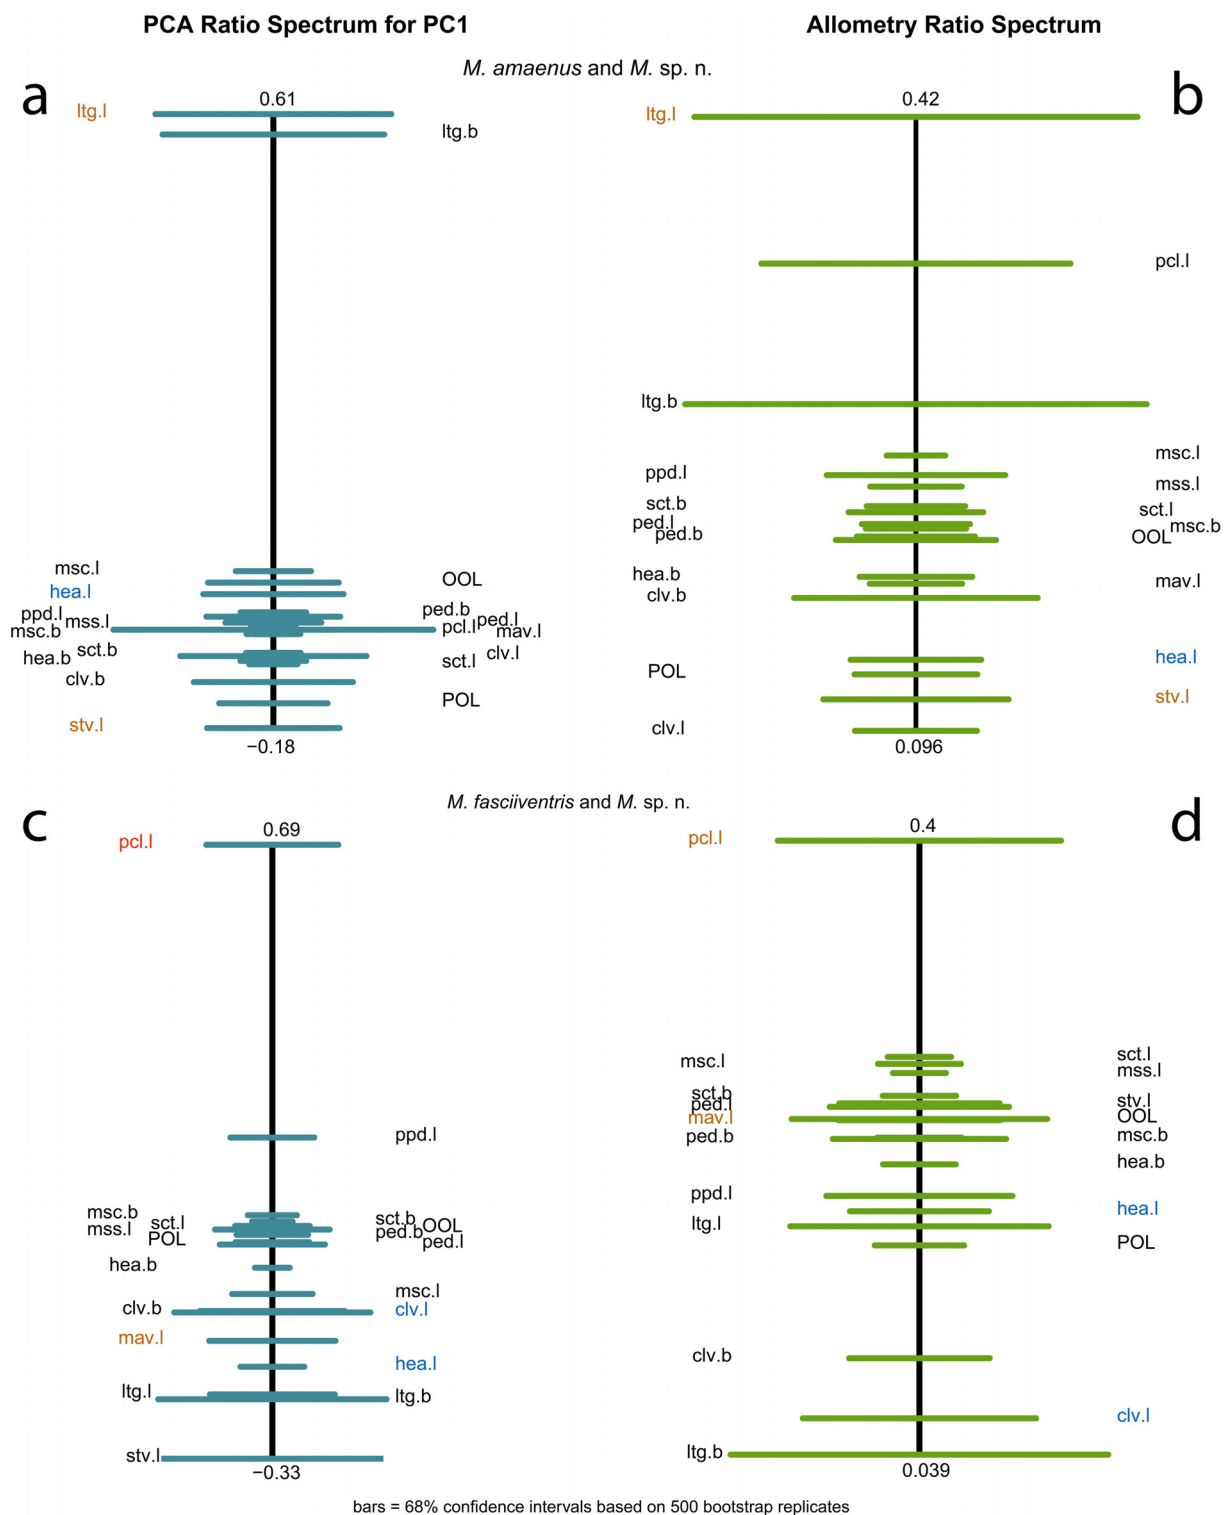 PCA Ratio Spectrum for PC1
Allometry Ratio Spectrum
M. amaenus and M. sp. n.
a
b
0.61
ltg.l
ltg.b
msc.l
OOL
hea.l
ppd.l
mss.l
msc.b
ped.b
ped.l
pcl.l
mav.l
hea.b
sct.b
clv.l
sct.l
clv.b
POL
stv.l
−0.18
0.42
ltg.l
pcl.l
ltg.b
msc.l
ppd.l
mss.l
sct.b
sct.l
ped.l
msc.b
ped.b
OOL
hea.b
mav.l
clv.b
hea.l
POL
stv.l
clv.l
0.096
M. fasciiventris and M. sp. n.
c
d
0.69
pcl.l
ppd.l
msc.b
sct.b
mss.l
sct.l
OOL
ped.b
POL
ped.l
hea.b
msc.l
clv.b
clv.l
mav.l
hea.l
ltg.l
ltg.b
stv.l
−0.33
0.4
pcl.l
sct.l
msc.l
mss.l
sct.b
stv.l
ped.l
OOL
mav.l
ped.b
msc.b
hea.b
ppd.l
hea.l
ltg.l
POL
clv.b
clv.l
ltg.b
0.039
bars = 68% confidence intervals based on 500 bootstrap replicates